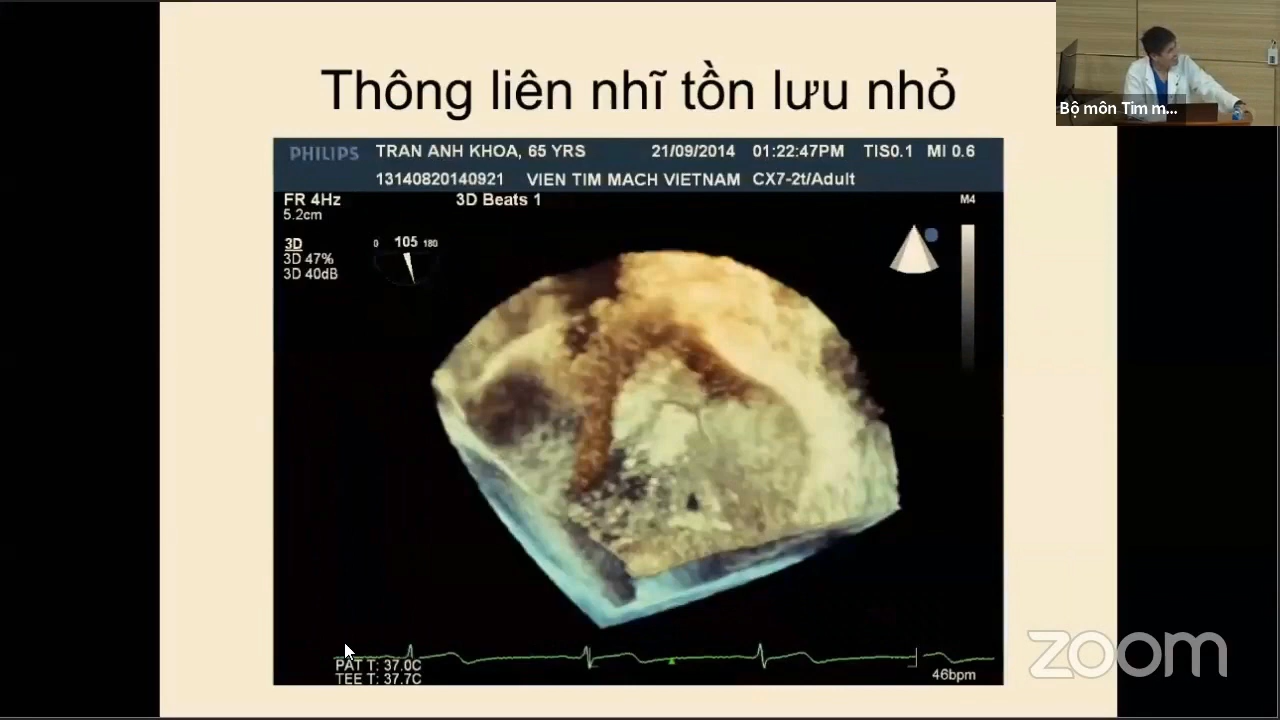 Thông liên nhĩ tồn lưu nhỏ
Bộ môn Tim m...
PHILIPS TRAN ANH KHOA, 65 YRS 21/09/2014 01:22:47PM TIS0.1 MI 0.6
13140820140921 VIEN TIM MACH VIETNAM CX7-2t/Adult
FR 4Hz 3D Beats 1 M4
5.2cm
3D
3D 47%
3D 40dB
0 105 180
PAT T: 37.0C
TEE T: 37.7C
46bpm
zoom